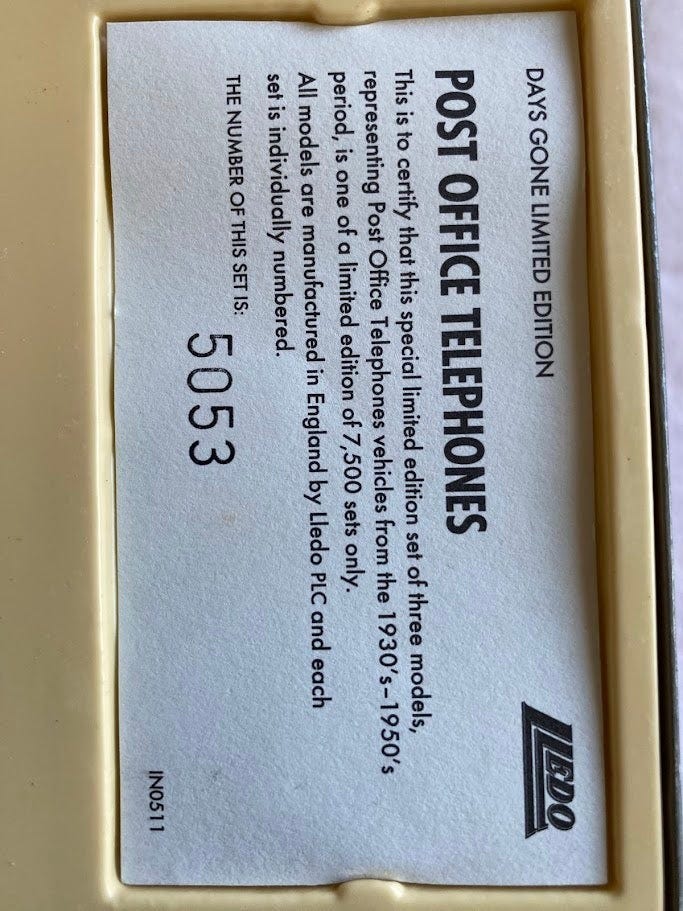 DAYS GONE LIMITED EDITION
LLEDO
POST OFFICE TELEPHONES
This is to certify that this special limited edition set of three models,
representing Post Office Telephones vehicles from the 1930's-1950's
period, is one of a limited edition of 7,500 sets only.
All models are manufactured in England by Lledo PLC and each
set is individually numbered.
THE NUMBER OF THIS SET IS: 5053
IN0511